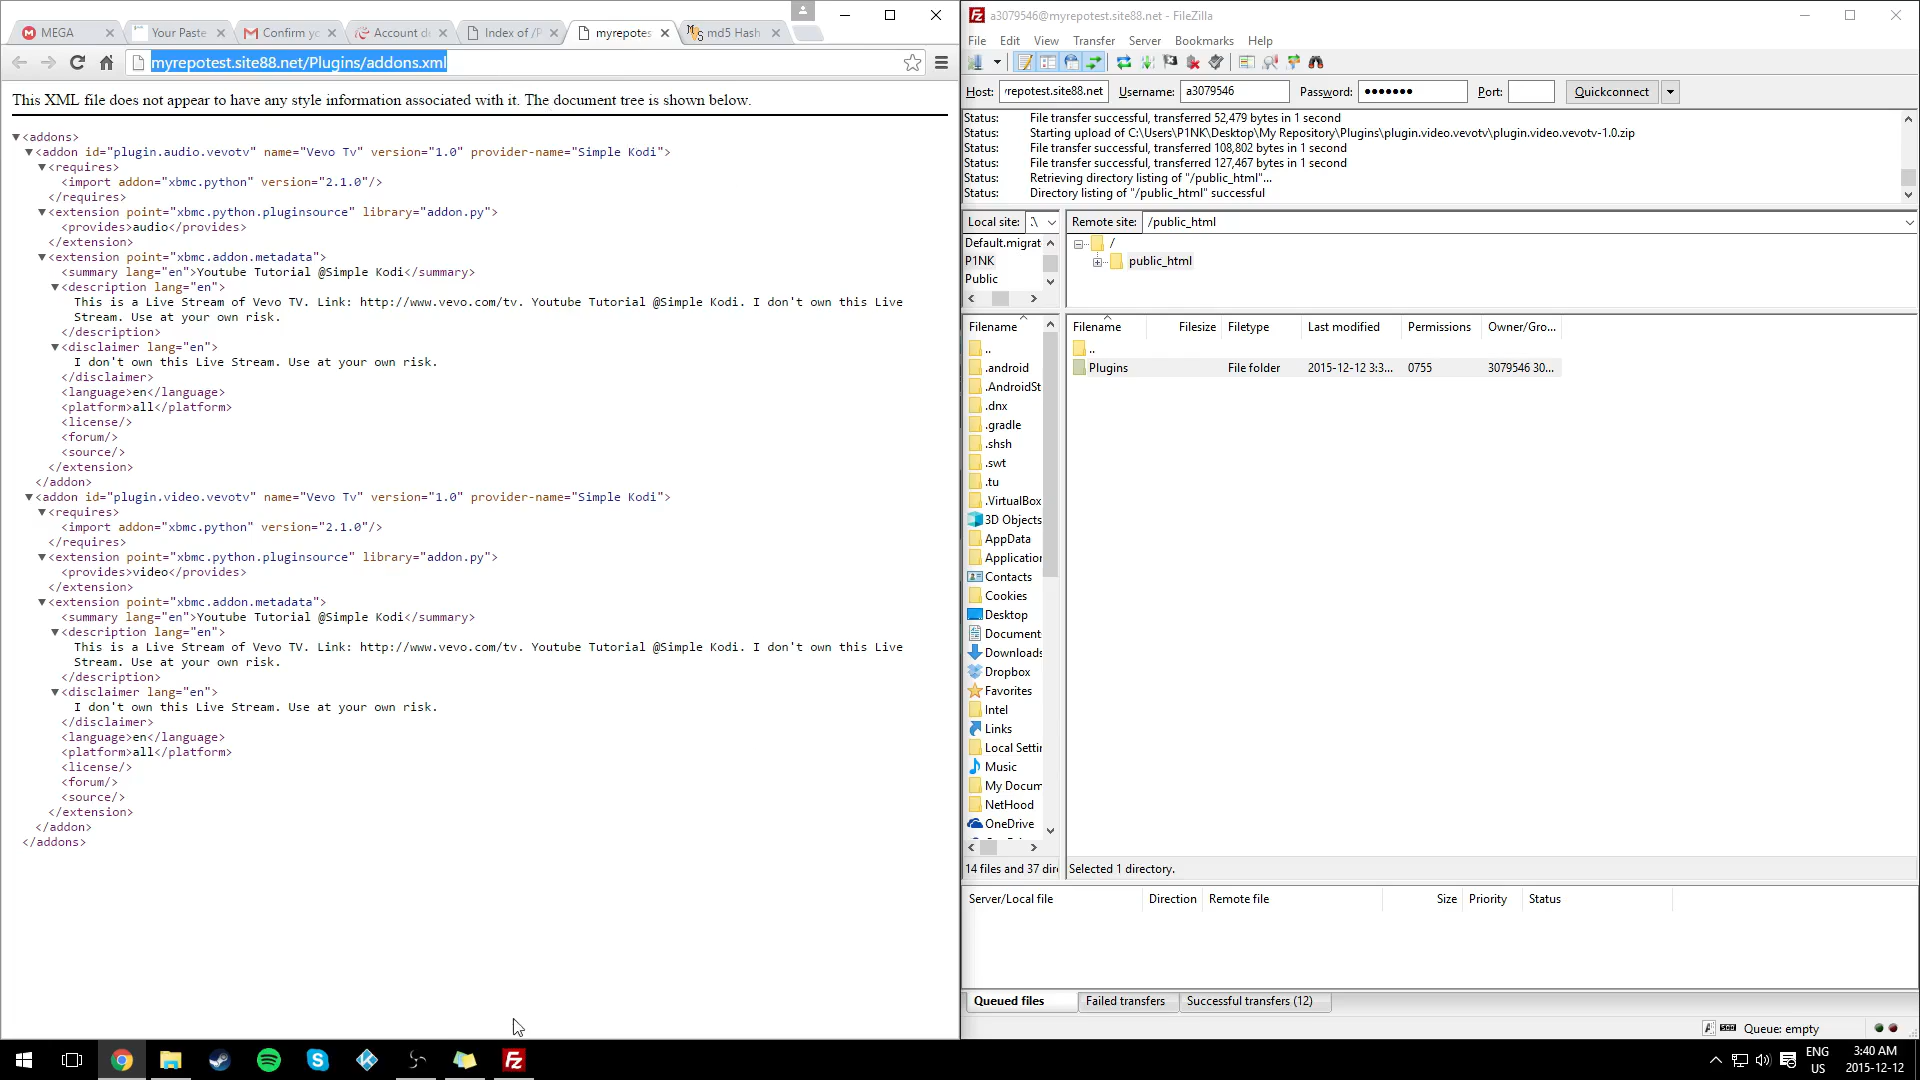 MEGA
Your Paste
Confirm yo
Account d
Index of /P
myrepotes
md5 Hash
myrepotest.site88.net/Plugins/addons.xml
This XML file does not appear to have any style information associated with it. The document tree is shown below.
▼<addons>
▼<addon id="plugin.audio.vevotv" name="Vevo Tv" version="1.0" provider-name="Simple Kodi">
▼<requires>
<import addon="xbmc.python" version="2.1.0"/>
</requires>
▼<extension point="xbmc.python.pluginsource" library="addon.py">
<provides>audio</provides>
</extension>
▼<extension point="xbmc.addon.metadata">
<summary lang="en">Youtube Tutorial @Simple Kodi</summary>
▼<description lang="en">
This is a Live Stream of Vevo TV. Link: http://www.vevo.com/tv. Youtube Tutorial @Simple Kodi. I don't own this Live
Stream. Use at your own risk.
</description>
▼<disclaimer lang="en">
I don't own this Live Stream. Use at your own risk.
</disclaimer>
<language>en</language>
<platform>all</platform>
<license/>
<forum/>
<source/>
</extension>
</addon>
▼<addon id="plugin.video.vevotv" name="Vevo Tv" version="1.0" provider-name="Simple Kodi">
▼<requires>
<import addon="xbmc.python" version="2.1.0"/>
</requires>
▼<extension point="xbmc.python.pluginsource" library="addon.py">
<provides>video</provides>
</extension>
▼<extension point="xbmc.addon.metadata">
<summary lang="en">Youtube Tutorial @Simple Kodi</summary>
▼<description lang="en">
This is a Live Stream of Vevo TV. Link: http://www.vevo.com/tv. Youtube Tutorial @Simple Kodi. I don't own this Live
Stream. Use at your own risk.
</description>
▼<disclaimer lang="en">
I don't own this Live Stream. Use at your own risk.
</disclaimer>
<language>en</language>
<platform>all</platform>
<license/>
<forum/>
<source/>
</extension>
</addon>
</addons>
a3079546@myrepotest.site88.net - FileZilla
File Edit View Transfer Server Bookmarks Help
Host: yrepotest.site88.net Username: a3079546 Password: ●●●●●●● Port: Quickconnect
Status: File transfer successful, transferred 52,479 bytes in 1 second
Status: Starting upload of C:\Users\P1NK\Desktop\My Repository\Plugins\plugin.video.vevotv\plugin.video.vevotv-1.0.zip
Status: File transfer successful, transferred 108,802 bytes in 1 second
Status: File transfer successful, transferred 127,467 bytes in 1 second
Status: Retrieving directory listing of "/public_html"...
Status: Directory listing of "/public_html" successful
Local site: .\
Default.migrat
P1NK
Public
Remote site: /public_html
/
public_html
Filename
..
.android
.AndroidSt
.dnx
.gradle
.shsh
.swt
.tu
.VirtualBox
3D Objects
AppData
Application
Contacts
Cookies
Desktop
Document
Downloads
Dropbox
Favorites
Intel
Links
Local Settin
Music
My Docum
NetHood
OneDrive
14 files and 37 dire
Filename Filesize Filetype Last modified Permissions Owner/Gro...
..
Plugins File folder 2015-12-12 3:3... 0755 3079546 30...
Selected 1 directory.
Server/Local file Direction Remote file Size Priority Status
Queued files Failed transfers Successful transfers (12)
Queue: empty
ENG
US
3:40 AM
2015-12-12